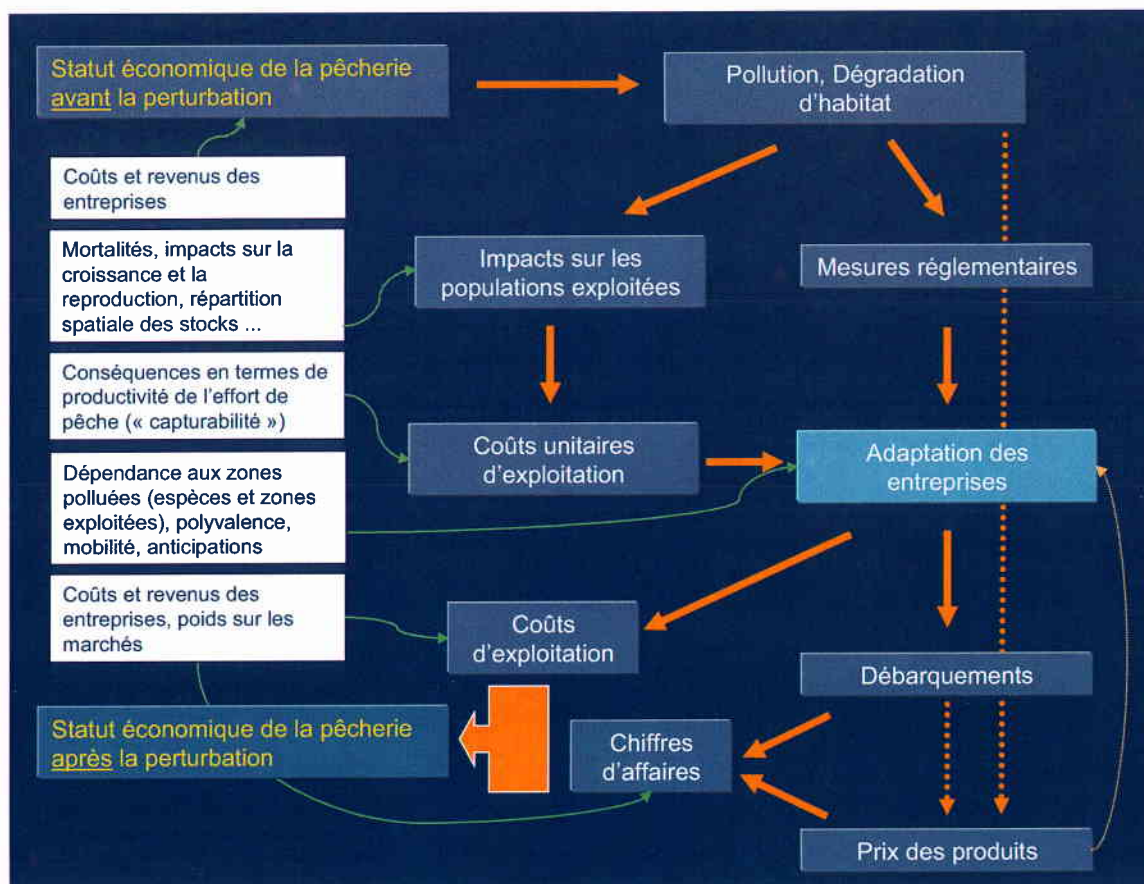 Statut économique de la pêcherie
avant la perturbation
Pollution, Dégradation
d'habitat
Coûts et revenus des
entreprises
Mortalités, impacts sur la
croissance et la
reproduction, répartition
spatiale des stocks ...
Impacts sur les
populations exploitées
Mesures réglementaires
Conséquences en termes de
productivité de l'effort de
pêche (« capturabilité »)
Coûts unitaires
d'exploitation
Adaptation des
entreprises
Dépendance aux zones
polluées (espèces et zones
exploitées), polyvalence,
mobilité, anticipations
Coûts et revenus des
entreprises, poids sur les
marchés
Coûts
d'exploitation
Débarquements
Statut économique de la pêcherie
après la perturbation
Chiffres
d'affaires
Prix des produits